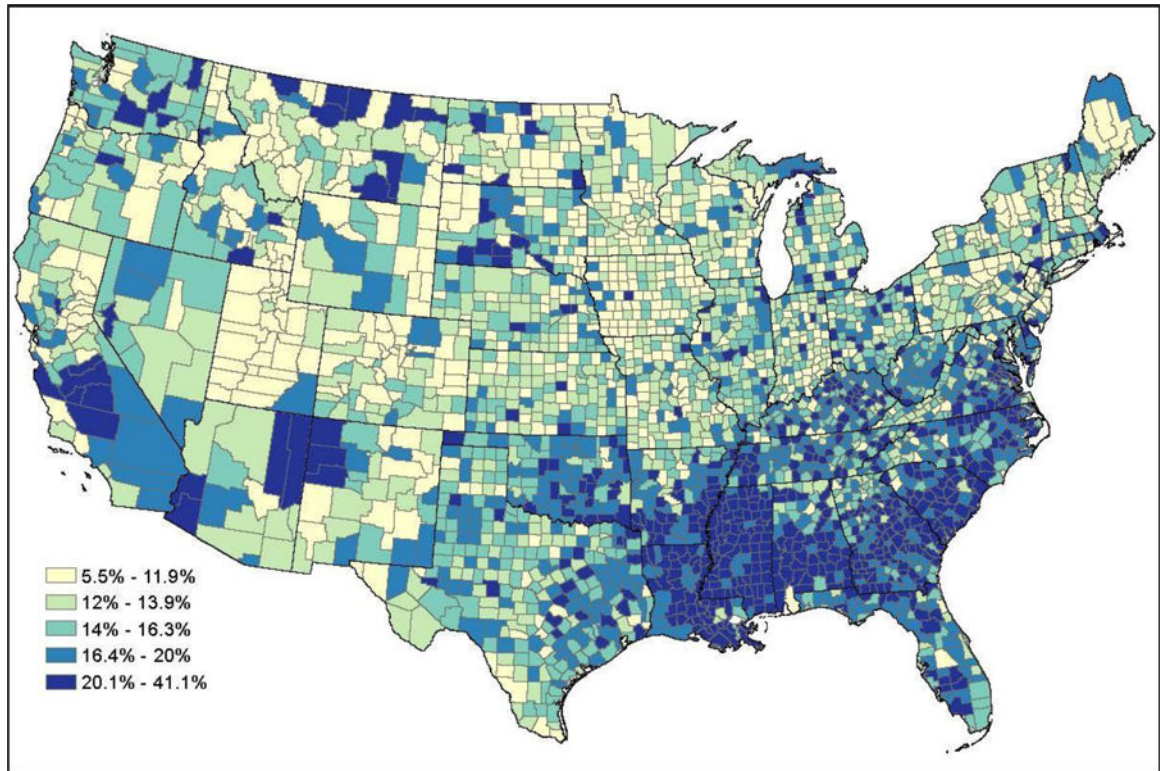 5.5% - 11.9%
12% - 13.9%
14% - 16.3%
16.4% - 20%
20.1% - 41.1%